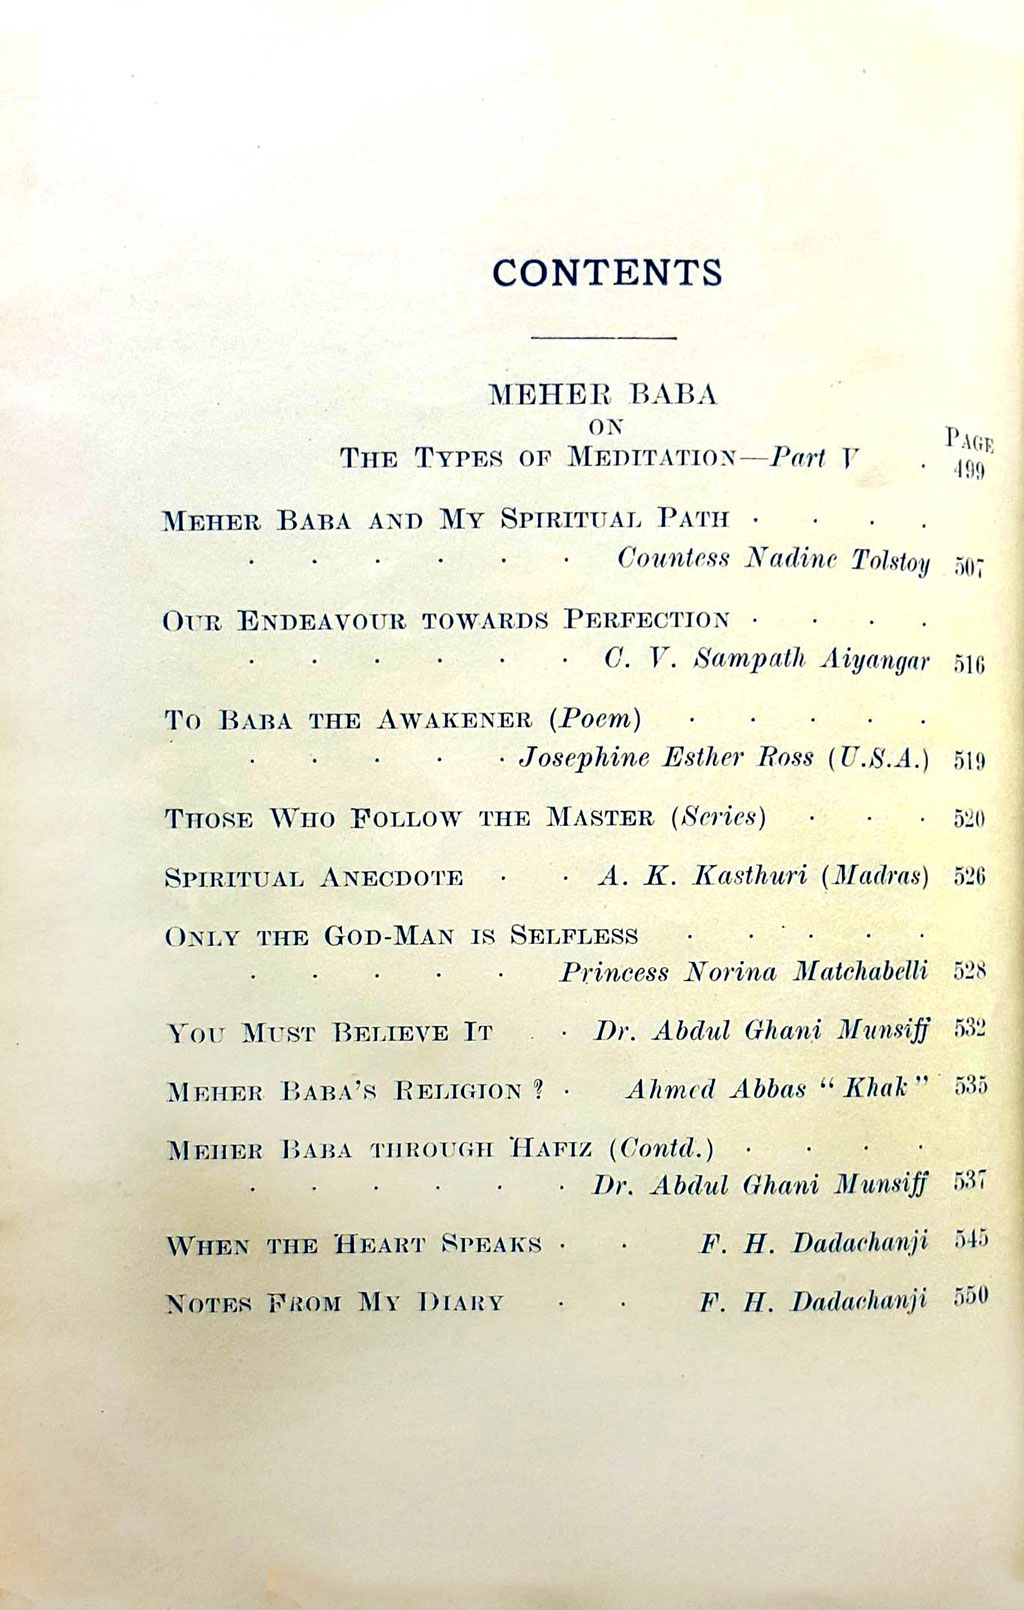 CONTENTS
MEHER BABA
ON
PAGE
THE TYPES OF MEDITATION—Part V . 499
MEHER BABA AND MY SPIRITUAL PATH . . . .
. . . . . . Countess Nadine Tolstoy 507
OUR ENDEAVOUR TOWARDS PERFECTION . . . .
. . . . . . C. V. Sampath Aiyangar 516
TO BABA THE AWAKENER (Poem) . . . . .
. . . . . Josephine Esther Ross (U.S.A.) 519
THOSE WHO FOLLOW THE MASTER (Series) . . . 520
SPIRITUAL ANECDOTE . . A. K. Kasthuri (Madras) 526
ONLY THE GOD-MAN IS SELFLESS . . . . .
. . . . . Princess Norina Matchabelli 528
YOU MUST BELIEVE IT . . Dr. Abdul Ghani Munsiff 532
MEHER BABA'S RELIGION ? . Ahmed Abbas “ Khak ” 535
MEHER BABA THROUGH HAFIZ (Contd.) . . . .
. . . . . . Dr. Abdul Ghani Munsiff 537
WHEN THE HEART SPEAKS . . F. H. Dadachanji 545
NOTES FROM MY DIARY . . F. H. Dadachanji 550